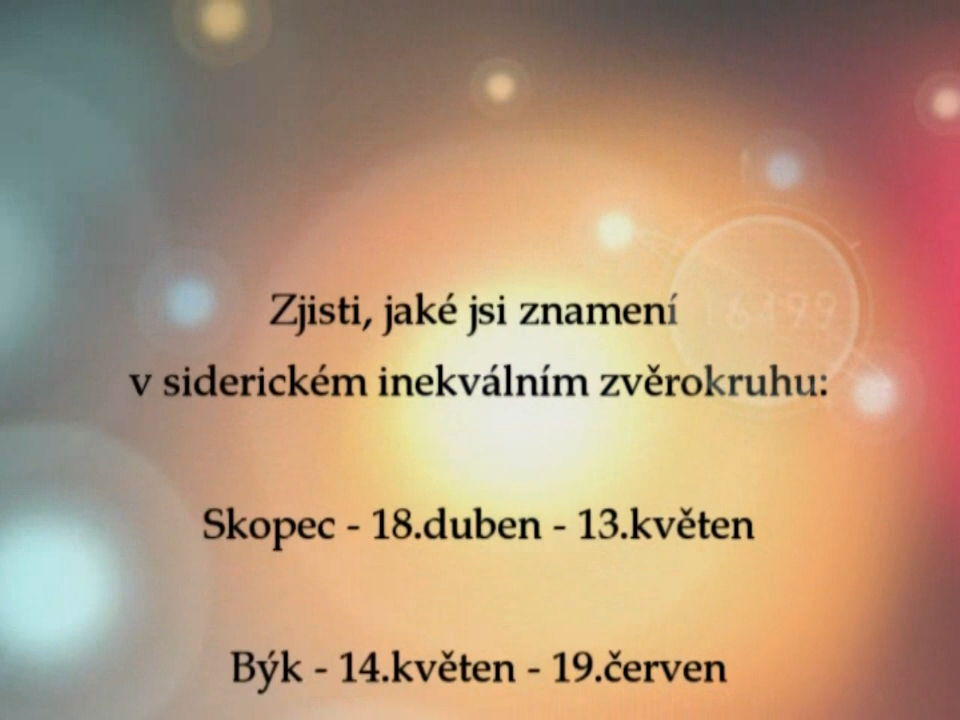 Zjisti, jaké jsi znamení
v siderickém inekválním zvěrokruhu:
Skopec - 18.duben - 13.květen
Býk - 14.květen - 19.červen